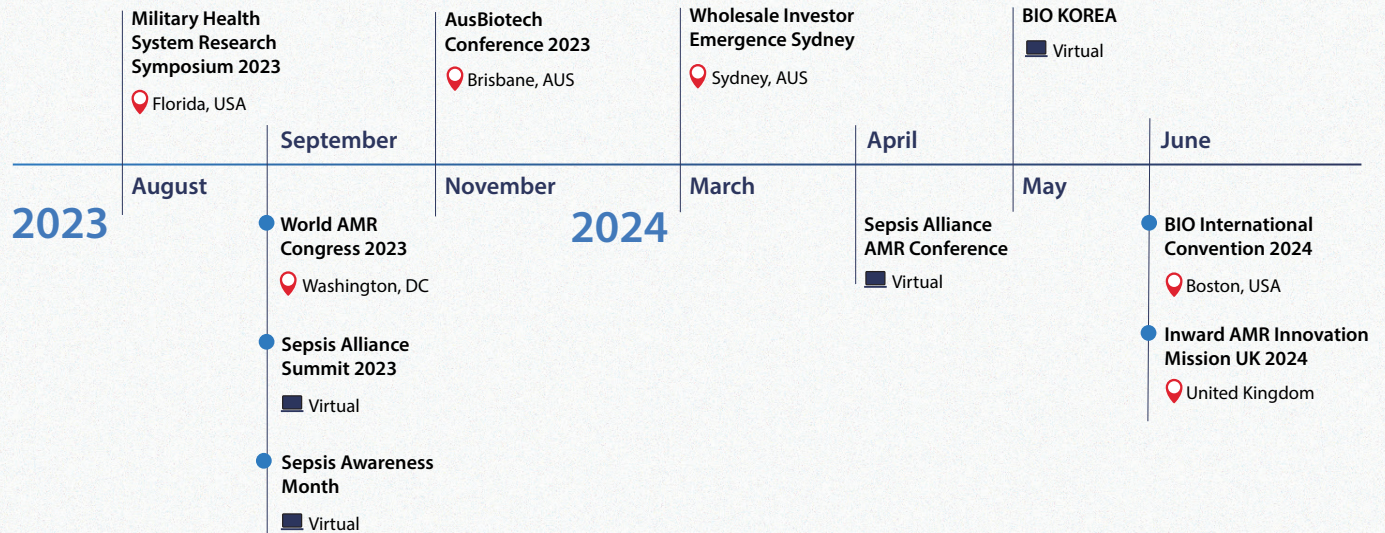 Military Health
System Research
Symposium 2023
Florida, USA
AusBiotech
Conference 2023
Brisbane, AUS
Wholesale Investor
Emergence Sydney
Sydney, AUS
BIO KOREA
Virtual
September
April
June
August
November
March
May
2023
2024
World AMR
Congress 2023
Washington, DC
Sepsis Alliance
Summit 2023
Virtual
Sepsis Awareness
Month
Virtual
Sepsis Alliance
AMR Conference
Virtual
BIO International
Convention 2024
Boston, USA
Inward AMR Innovation
Mission UK 2024
United Kingdom